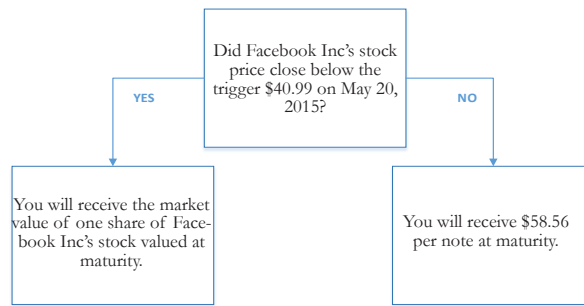 Did Facebook Inc's stock
price close below the
trigger $40.99 on May 20,
2015?
YES
NO
You will receive the market
value of one share of Face-
book Inc's stock valued at
maturity.
You will receive $58.56
per note at maturity.